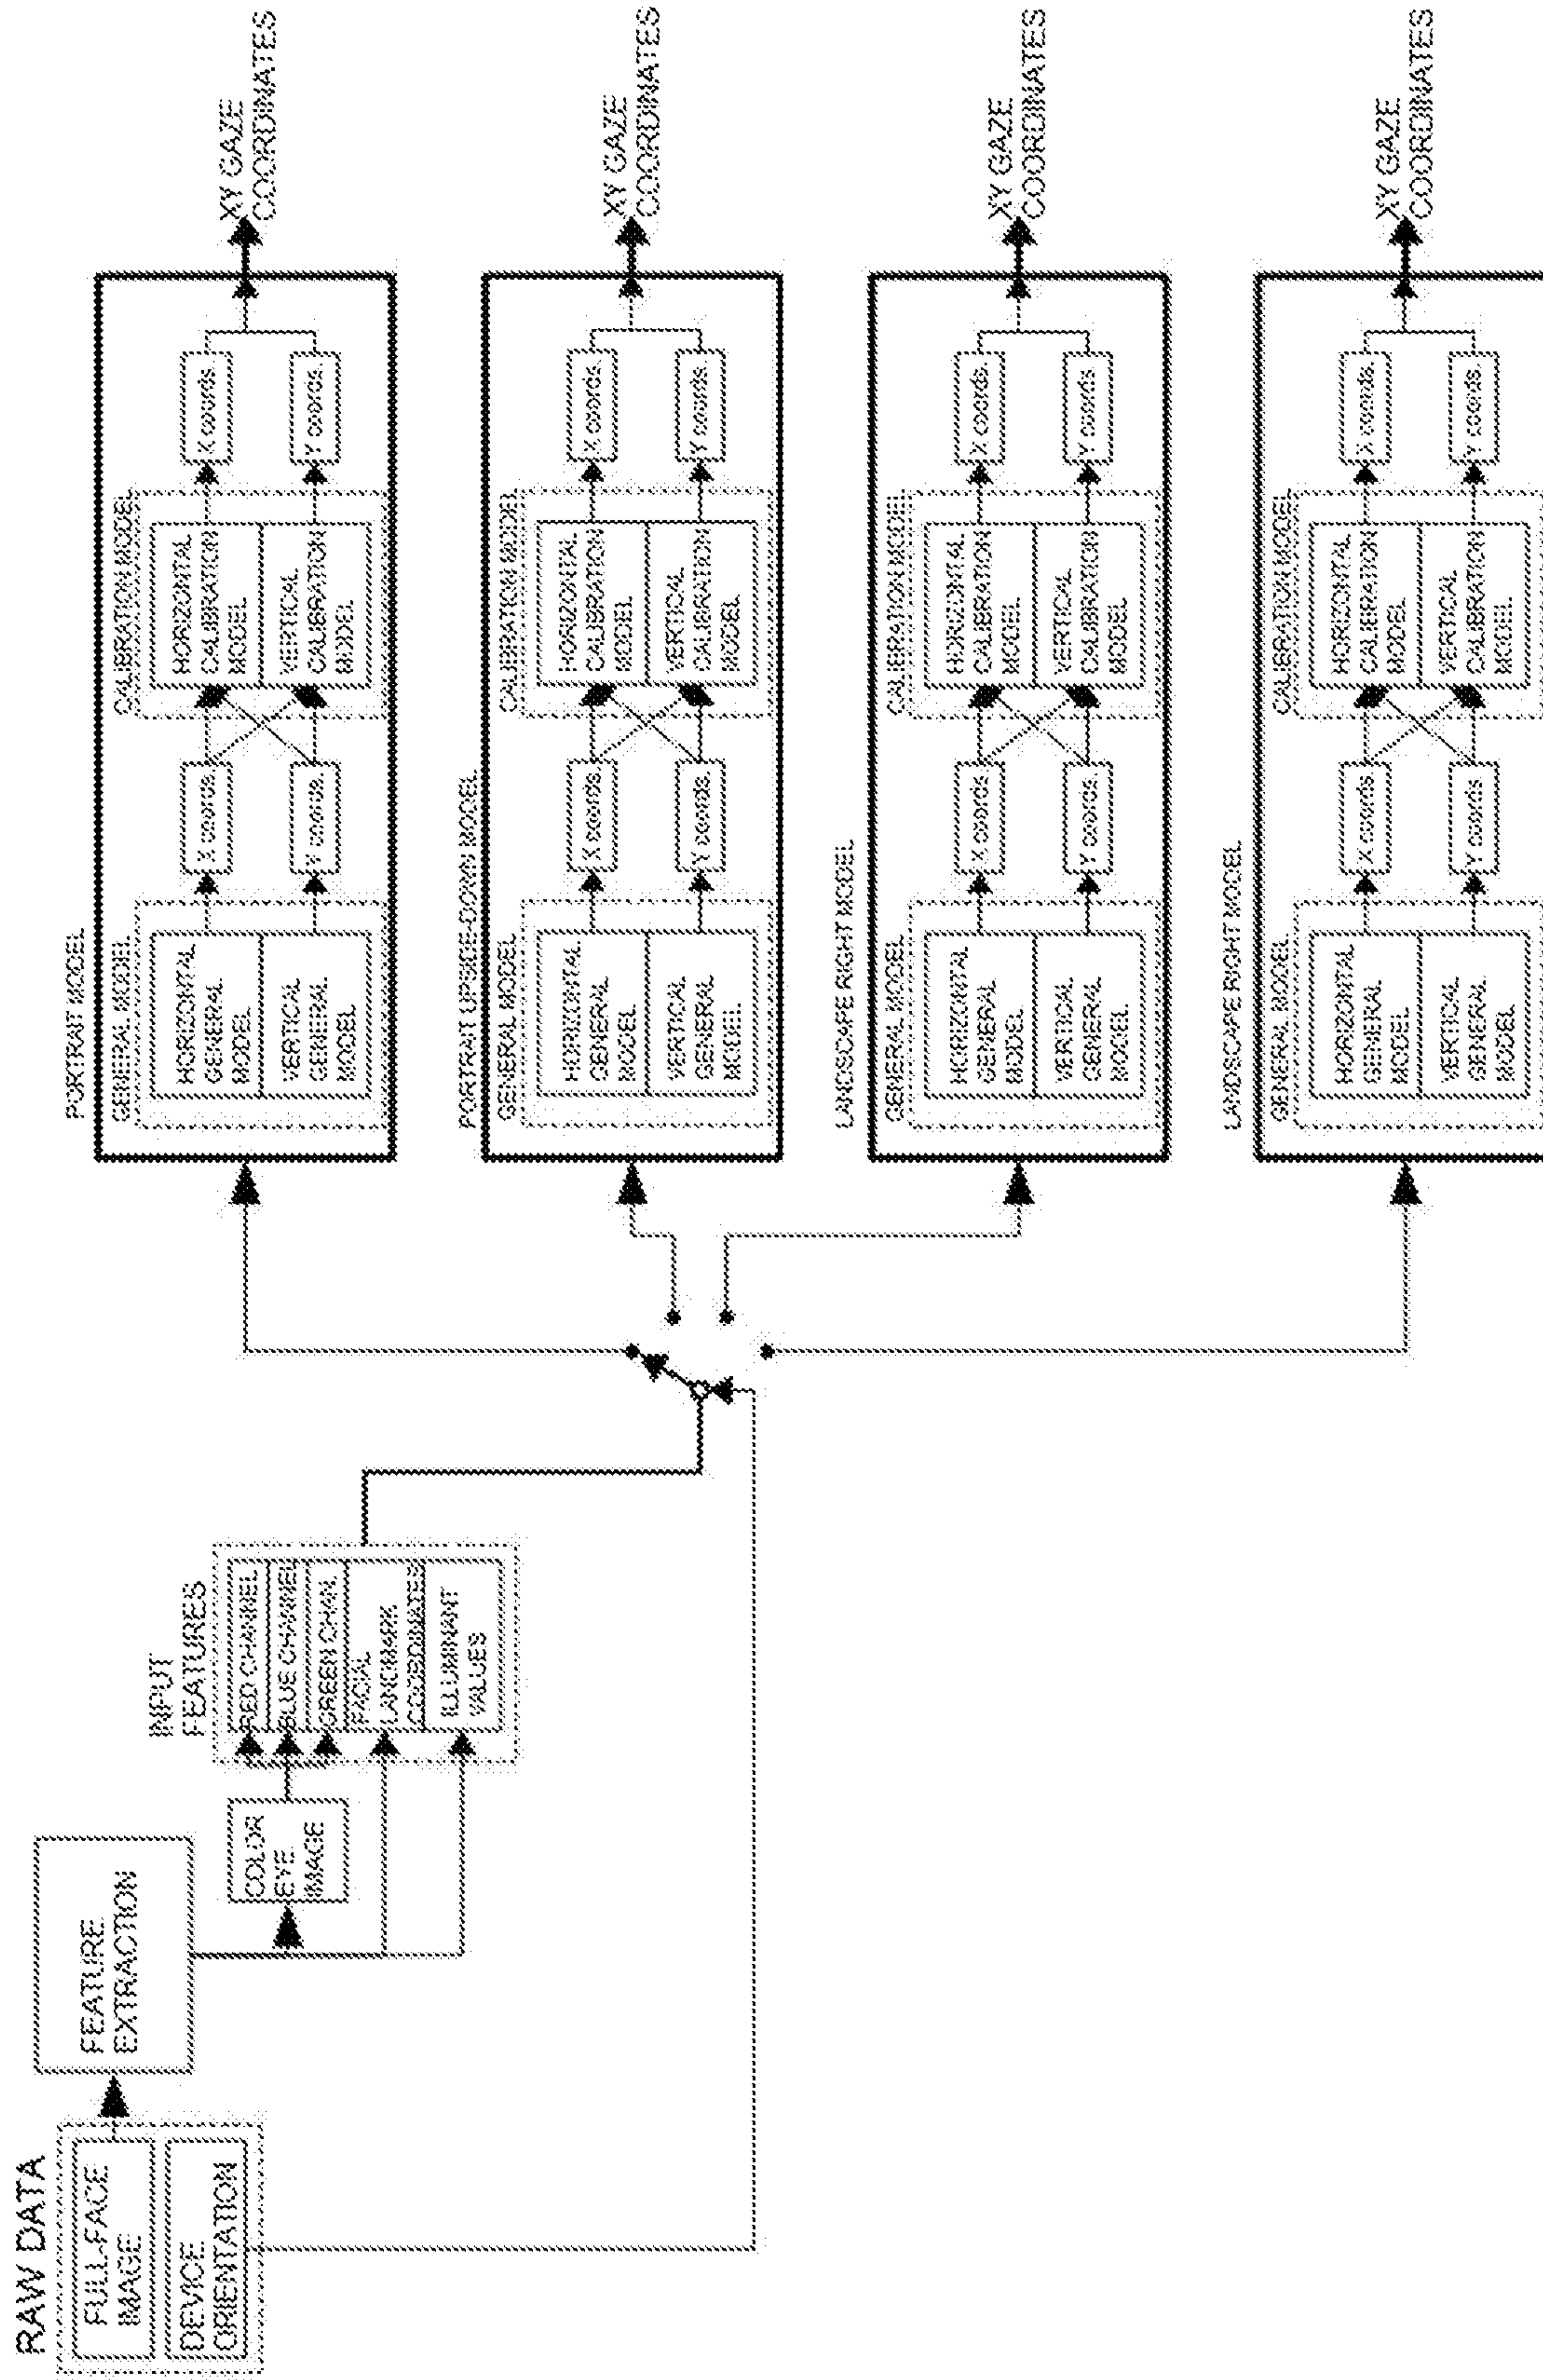 RAW DATA
FULL-FACE
IMAGE
DEVICE
ORIENTATION
FEATURE
EXTRACTION
COLOR
EYE
IMAGE
INPUT
FEATURES
RED CHANNEL
BLUE CHANNEL
GREEN CHAN.
FACIAL
LANDMARK
COORDINATES
ILLUMINANT
VALUES
PORTRAIT MODEL
GENERAL MODEL
HORIZONTAL
GENERAL
MODEL
VERTICAL
GENERAL
MODEL
X coords.
Y coords.
CALIBRATION MODEL
HORIZONTAL
CALIBRATION
MODEL
VERTICAL
CALIBRATION
MODEL
X coords.
Y coords.
XY GAZE
COORDINATES
PORTRAIT UPSIDE-DOWN MODEL
GENERAL MODEL
HORIZONTAL
GENERAL
MODEL
VERTICAL
GENERAL
MODEL
X coords.
Y coords.
CALIBRATION MODEL
HORIZONTAL
CALIBRATION
MODEL
VERTICAL
CALIBRATION
MODEL
X coords.
Y coords.
XY GAZE
COORDINATES
LANDSCAPE RIGHT MODEL
GENERAL MODEL
HORIZONTAL
GENERAL
MODEL
VERTICAL
GENERAL
MODEL
X coords.
Y coords.
CALIBRATION MODEL
HORIZONTAL
CALIBRATION
MODEL
VERTICAL
CALIBRATION
MODEL
X coords.
Y coords.
XY GAZE
COORDINATES
LANDSCAPE RIGHT MODEL
GENERAL MODEL
HORIZONTAL
GENERAL
MODEL
VERTICAL
GENERAL
MODEL
X coords.
Y coords.
CALIBRATION MODEL
HORIZONTAL
CALIBRATION
MODEL
VERTICAL
CALIBRATION
MODEL
X coords.
Y coords.
XY GAZE
COORDINATES